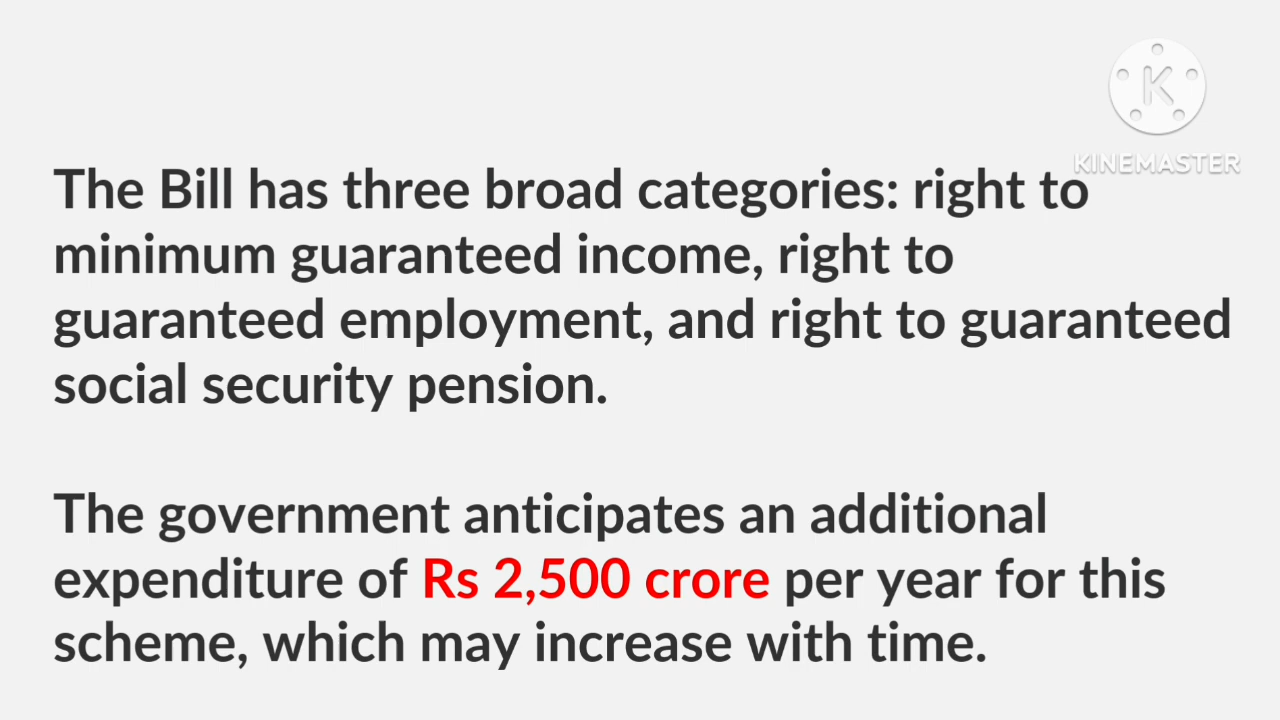 K
KINEMASTER
The Bill has three broad categories: right to
minimum guaranteed income, right to
guaranteed employment, and right to guaranteed
social security pension.
The government anticipates an additional
expenditure of Rs 2,500 crore per year for this
scheme, which may increase with time.